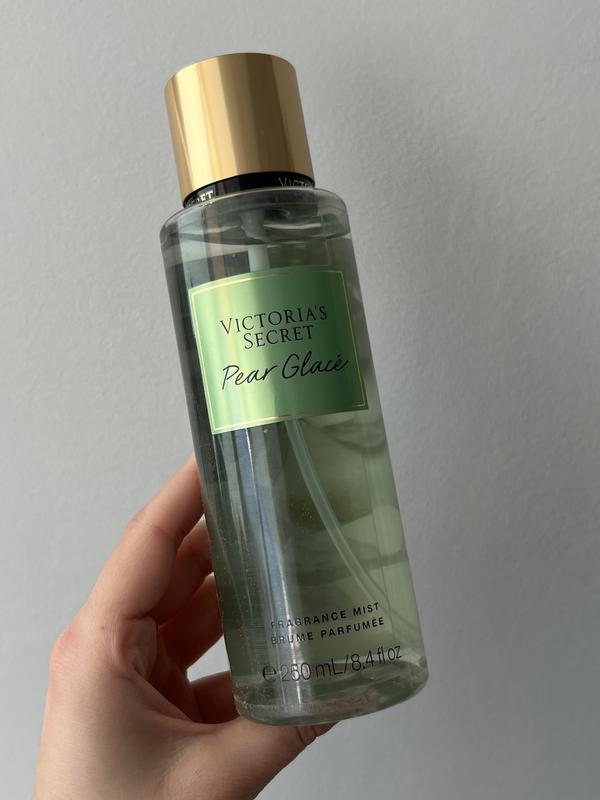 VICTORIA'S
SECRET
Pear Glacé
FRAGRANCE MIST
BRUME PARFUMÉE
℮ 250 mL/8.4 fl oz